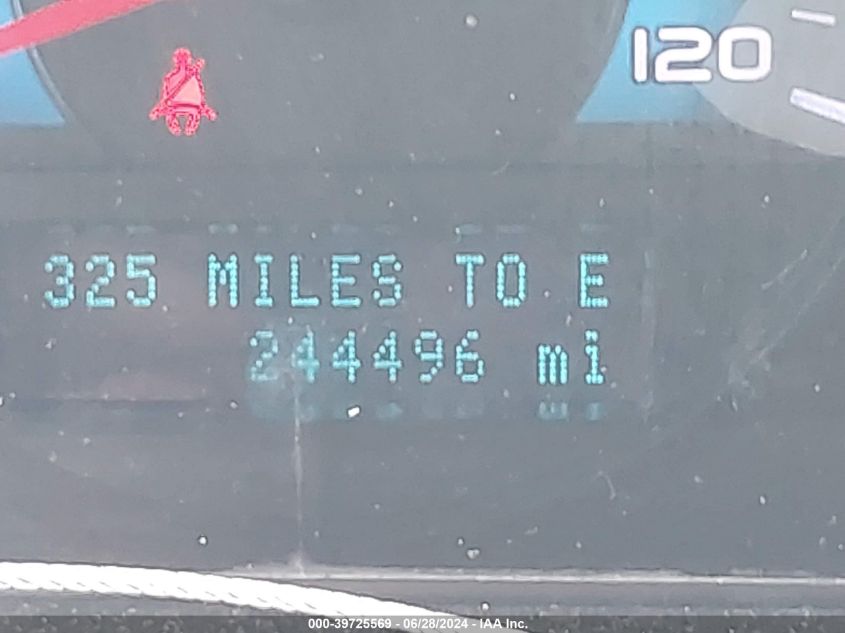 120
325 MILES TO E
244496 mi
000-39725569 - 06/28/2024 - IAA Inc.